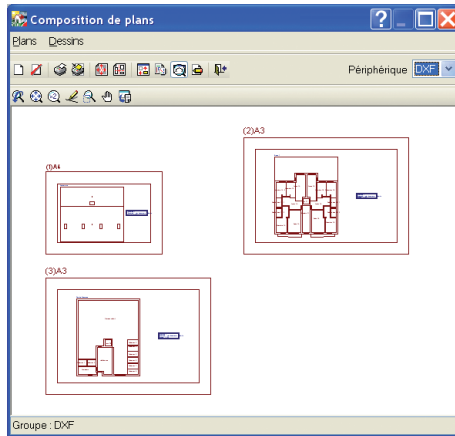 Composition de plans
Plans Dessins
Périphérique DXF
(2)A3
(1)A4
(3)A3
Groupe : DXF